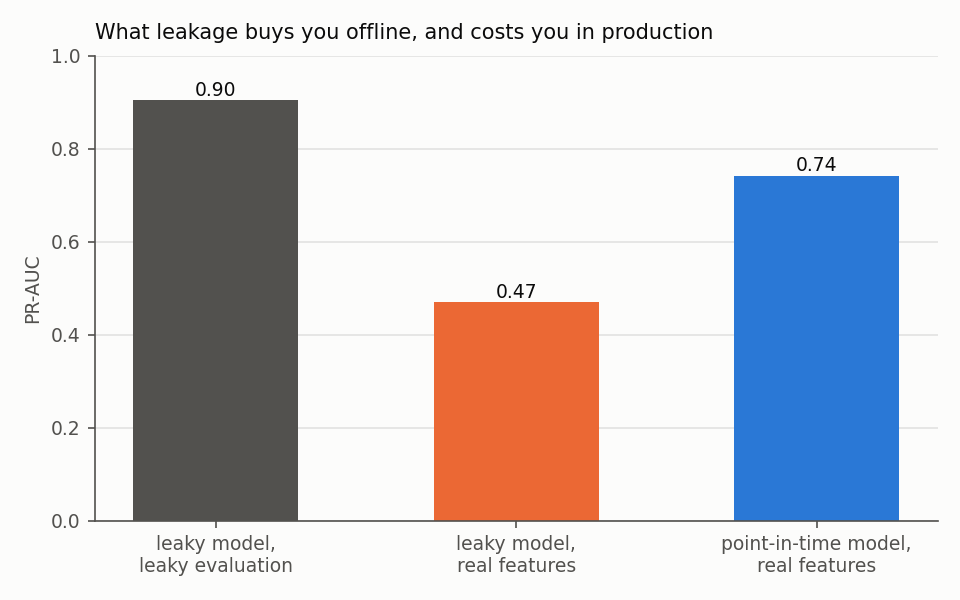 What leakage buys you offline, and costs you in production
PR-AUC
1.0
0.8
0.6
0.4
0.2
0.0
0.90
0.47
0.74
leaky model,
leaky evaluation
leaky model,
real features
point-in-time model,
real features